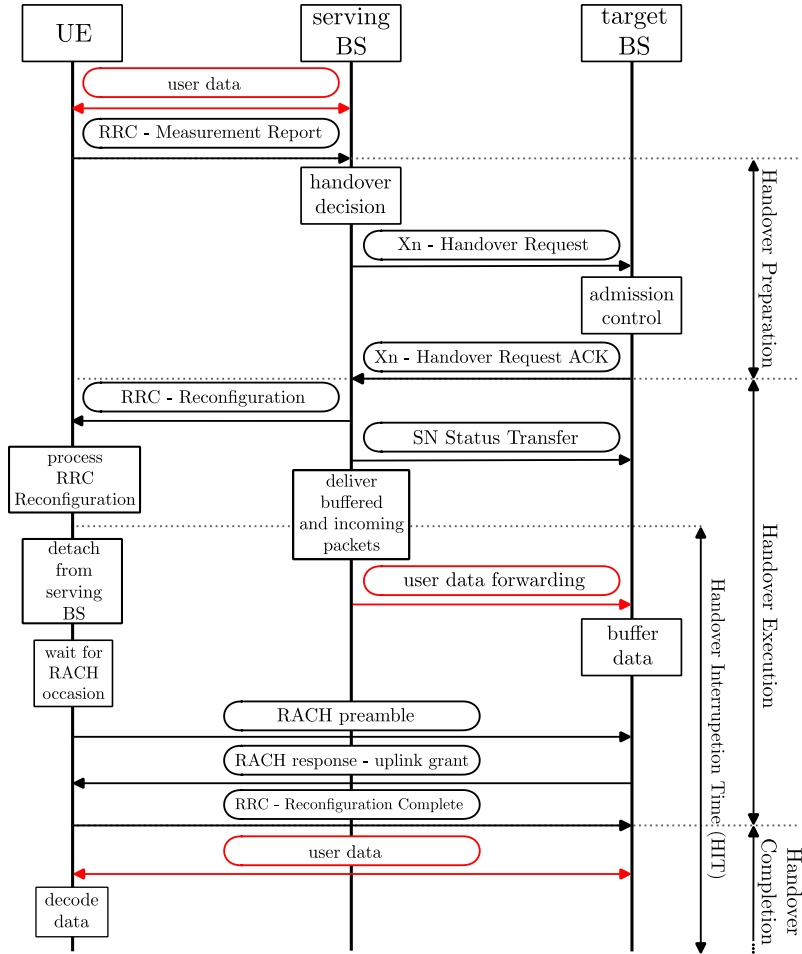 UE
serving
BS
target
BS
user data
RRC - Measurement Report
handover
decision
Xn - Handover Request
admission
control
Xn - Handover Request ACK
RRC - Reconfiguration
SN Status Transfer
process
RRC
Reconfiguration
deliver
buffered
and incoming
packets
detach
from
serving
BS
user data forwarding
buffer
data
wait for
RACH
occasion
RACH preamble
RACH response - uplink grant
RRC - Reconfiguration Complete
user data
decode
data
Handover Preparation
Handover Execution
Handover Interrupetion Time (HIT)
Handover
Completion
...